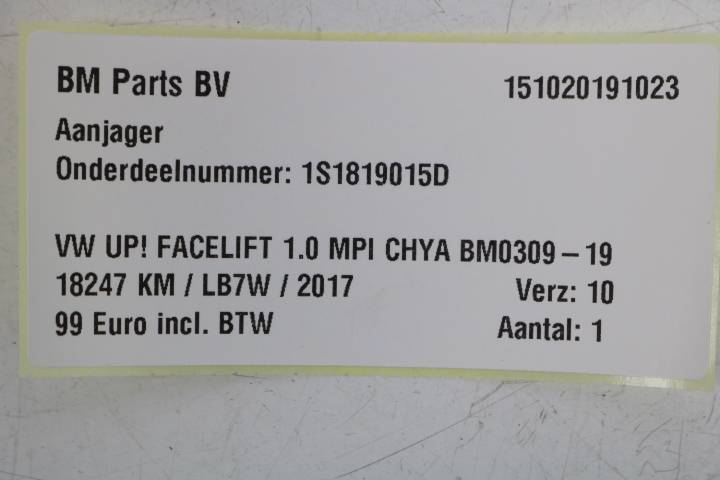 BM Parts BV 151020191023
Aanjager
Onderdeelnummer: 1S1819015D
VW UP! FACELIFT 1.0 MPI CHYA BM0309-19
18247 KM / LB7W / 2017 Verz: 10
99 Euro incl. BTW Aantal: 1